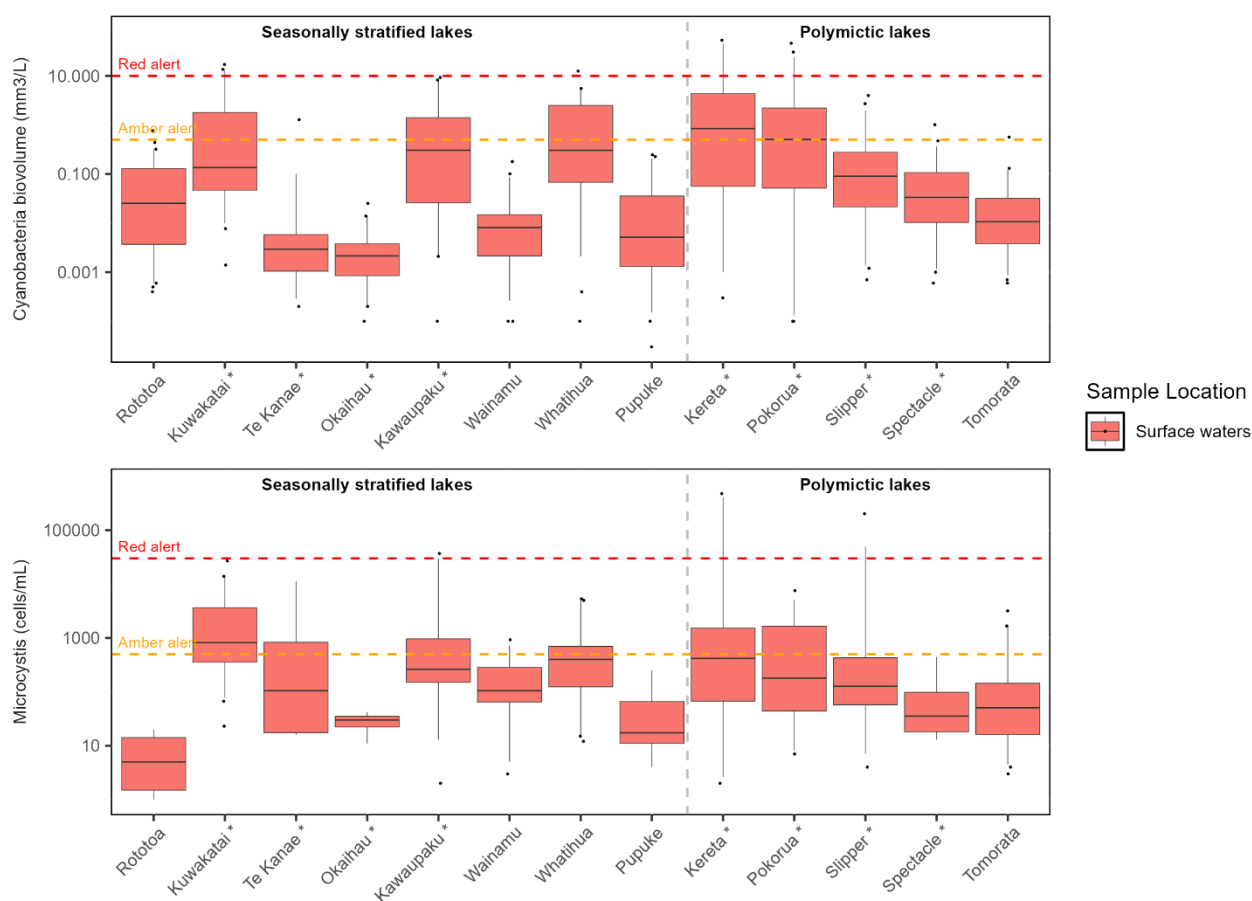 Seasonally stratified lakes
Polymictic lakes
Red alert
Amber alert
10.000
0.100
0.001
Cyanobacteria biovolume (mm3/L)
Rototoa
Kuwakatai *
Te Kanae *
Okaihau *
Kawaupaku *
Wainamu
Whatihua
Pupuke
Kereta *
Pokorua *
Slipper *
Spectacle *
Tomorata
Sample Location
Surface waters
Seasonally stratified lakes
Polymictic lakes
Red alert
Amber alert
100000
1000
10
Microcystis (cells/mL)
Rototoa
Kuwakatai *
Te Kanae *
Okaihau *
Kawaupaku *
Wainamu
Whatihua
Pupuke
Kereta *
Pokorua *
Slipper *
Spectacle *
Tomorata